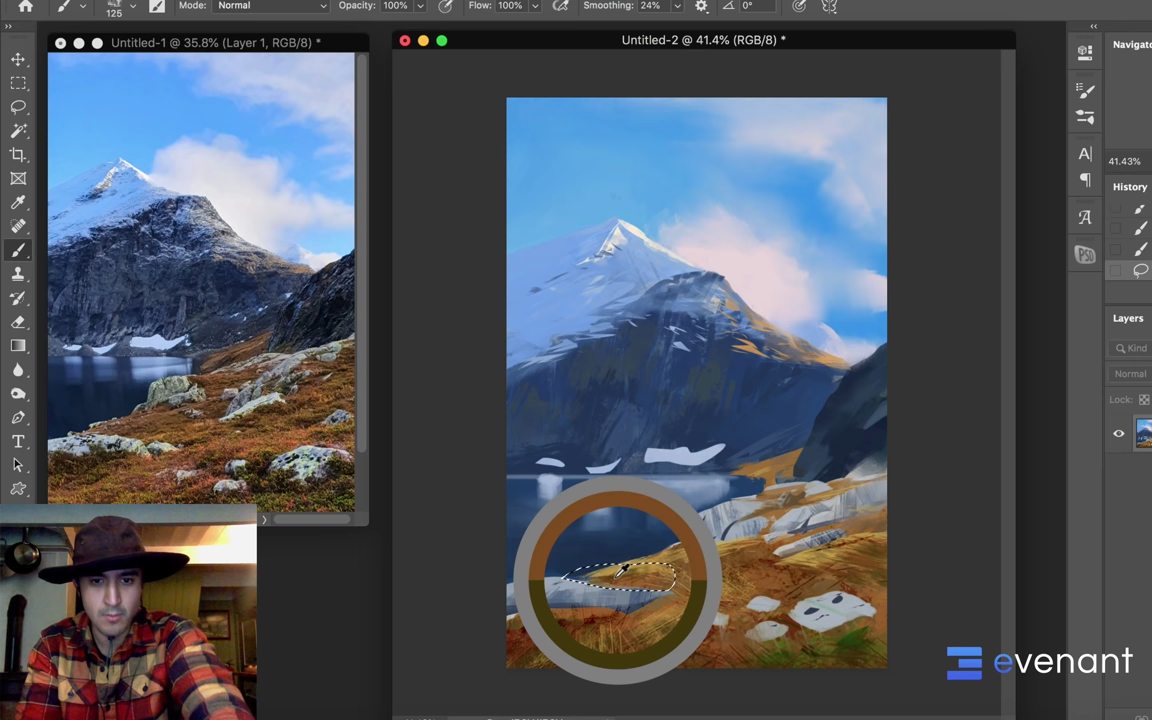 125
Mode: Normal
Opacity: 100%
Flow: 100%
Smoothing: 24%
0°
Untitled-1 @ 35.8% (Layer 1, RGB/8) *
Untitled-2 @ 41.4% (RGB/8) *
Navigator
41.43%
History
Layers
Kind
Normal
Lock:
evenant